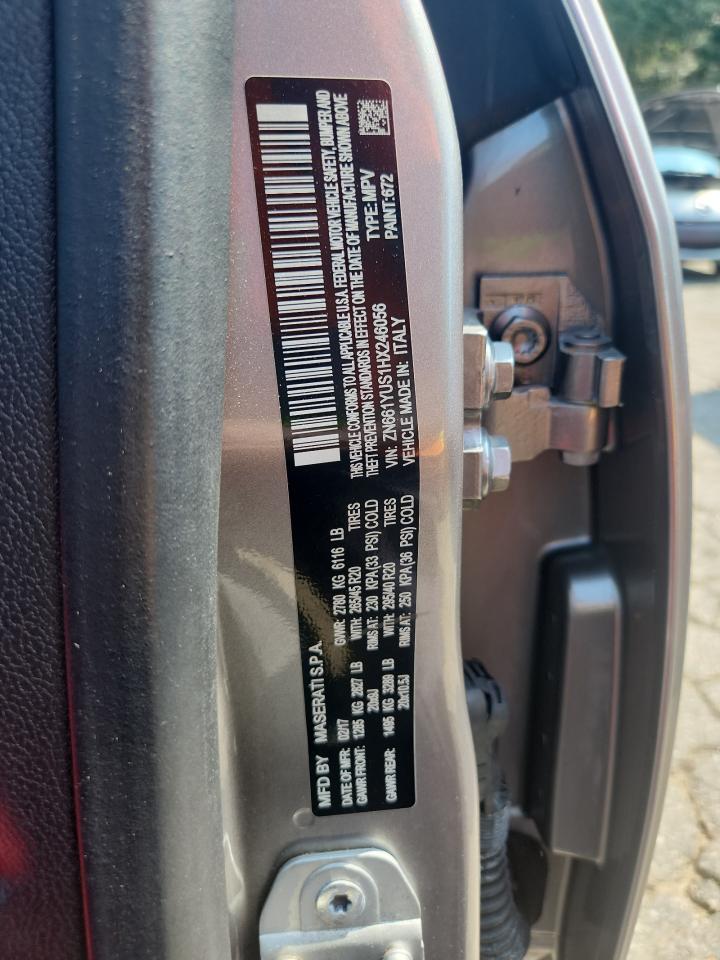 MFD BY MASERATI S.P.A.
DATE OF MFR: 02/17 GVWR: 2780 KG 6116 LB
GAWR FRONT: 1285 KG 2827 LB WITH: 265/45 R20 TIRES
20x9J RIMS AT: 230 KPA(33 PSI) COLD
GAWR REAR: 1495 KG 3289 LB WITH: 295/40 R20 TIRES
20x10.5J RIMS AT: 250 KPA(36 PSI) COLD
THIS VEHICLE CONFORMS TO ALL APPLICABLE U.S.A. FEDERAL MOTOR VEHICLE SAFETY, BUMPER AND
THEFT PREVENTION STANDARDS IN EFFECT ON THE DATE OF MANUFACTURE SHOWN ABOVE
VIN: ZN661YUS1HX246056 TYPE: MPV
VEHICLE MADE IN: ITALY PAINT: 672